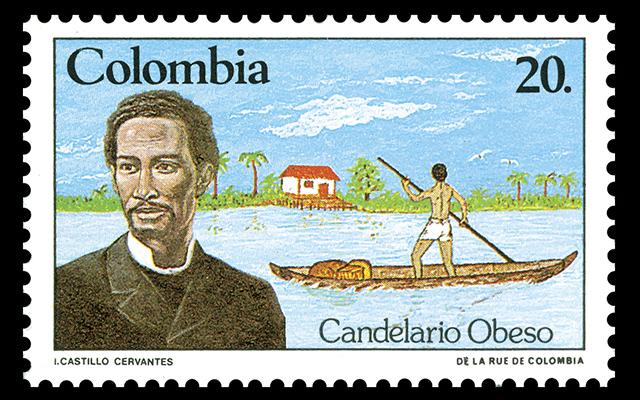 Colombia 20.
Candelario Obeso
I.CASTILLO CERVANTES DE LA RUE DE COLOMBIA